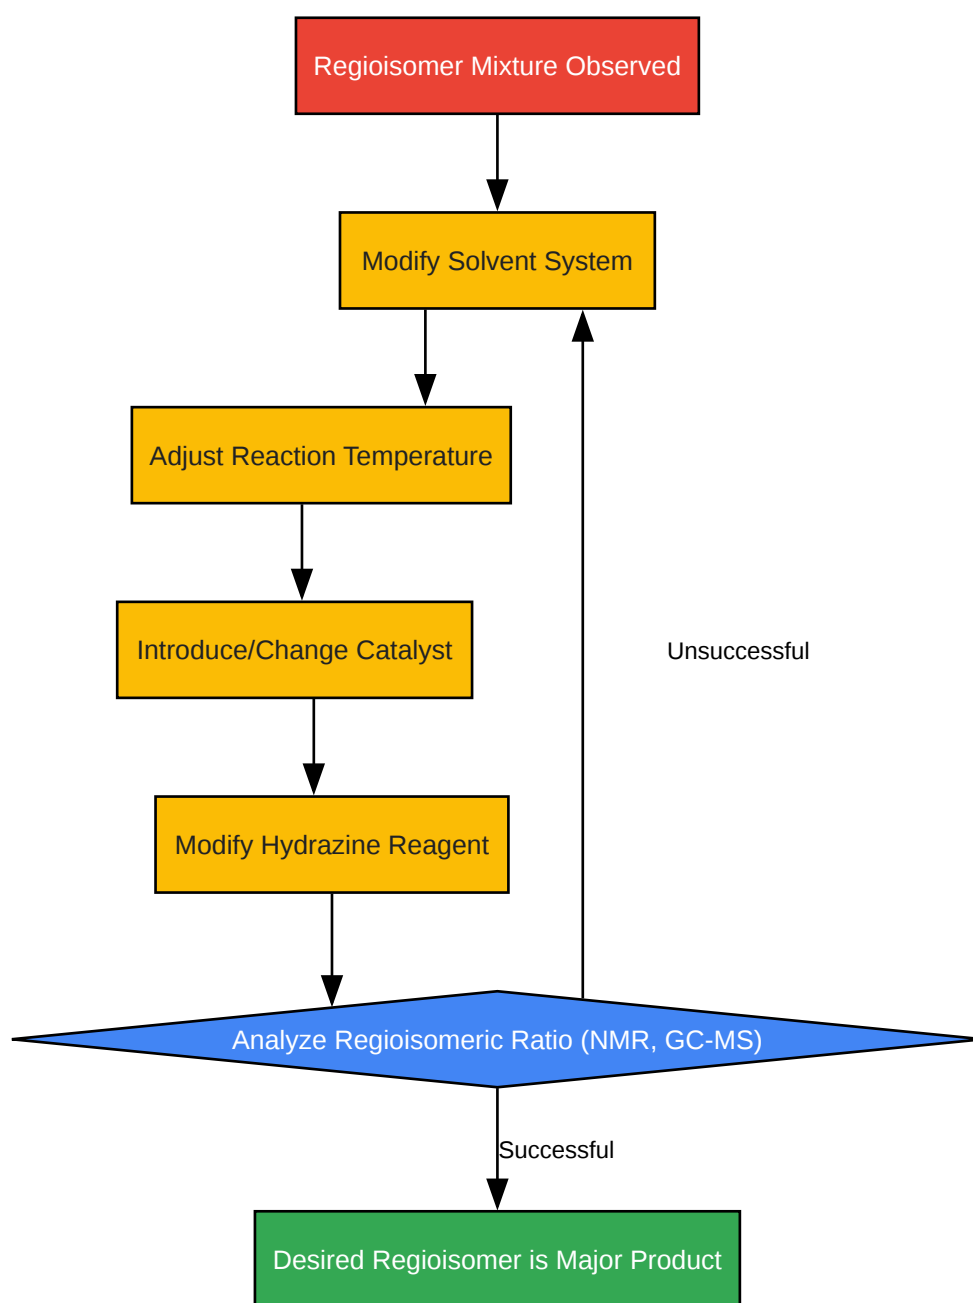 Regioisomer Mixture Observed
Modify Solvent System
Adjust Reaction Temperature
Introduce/Change Catalyst
Unsuccessful
Modify Hydrazine Reagent
Analyze Regioisomeric Ratio (NMR, GC-MS)
Successful
Desired Regioisomer is Major Product